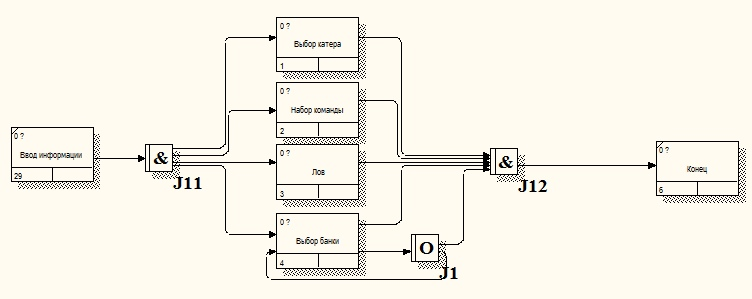 0 ?
Выбор катера
1
0 ?
Набор команды
2
0 ?
Ввод информации
29
&
J11
0 ?
Лов
3
&
J12
0 ?
Конец
6
0 ?
Выбор банки
4
O
J1